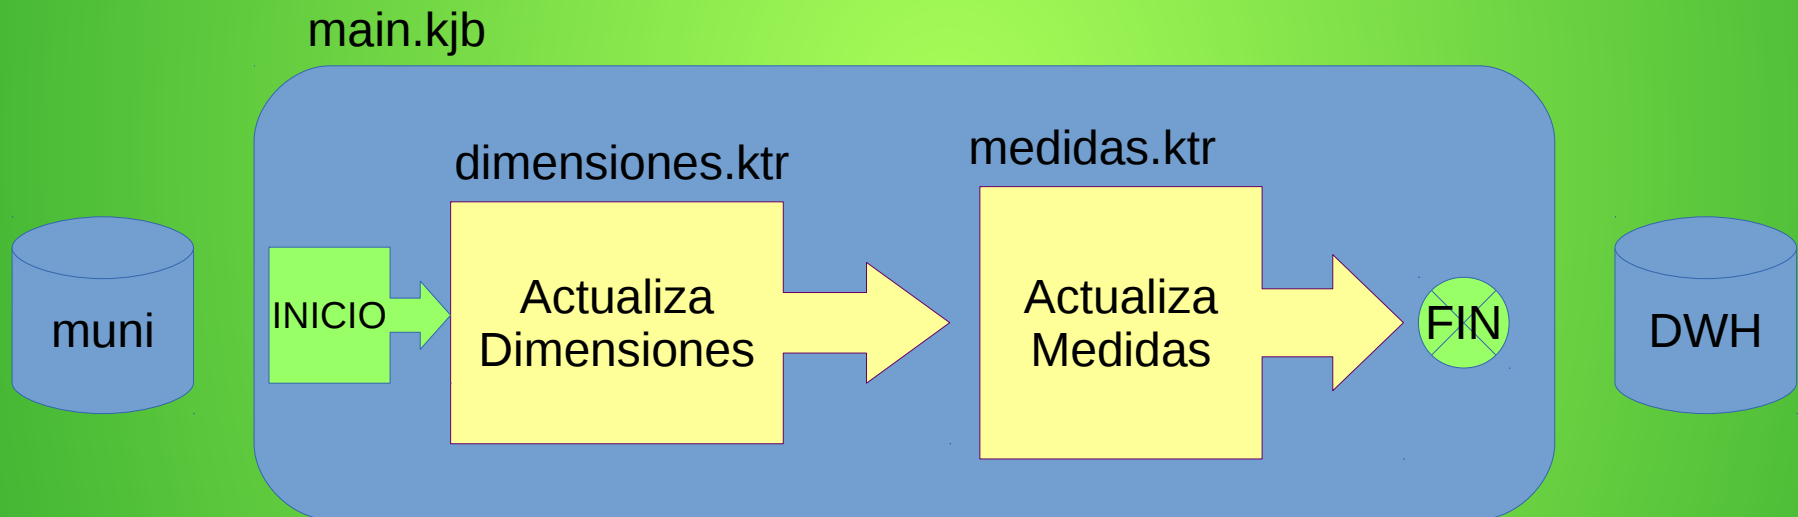 main.kjb
dimensiones.ktr
medidas.ktr
muni
INICIO
Actualiza
Dimensiones
Actualiza
Medidas
FIN
DWH